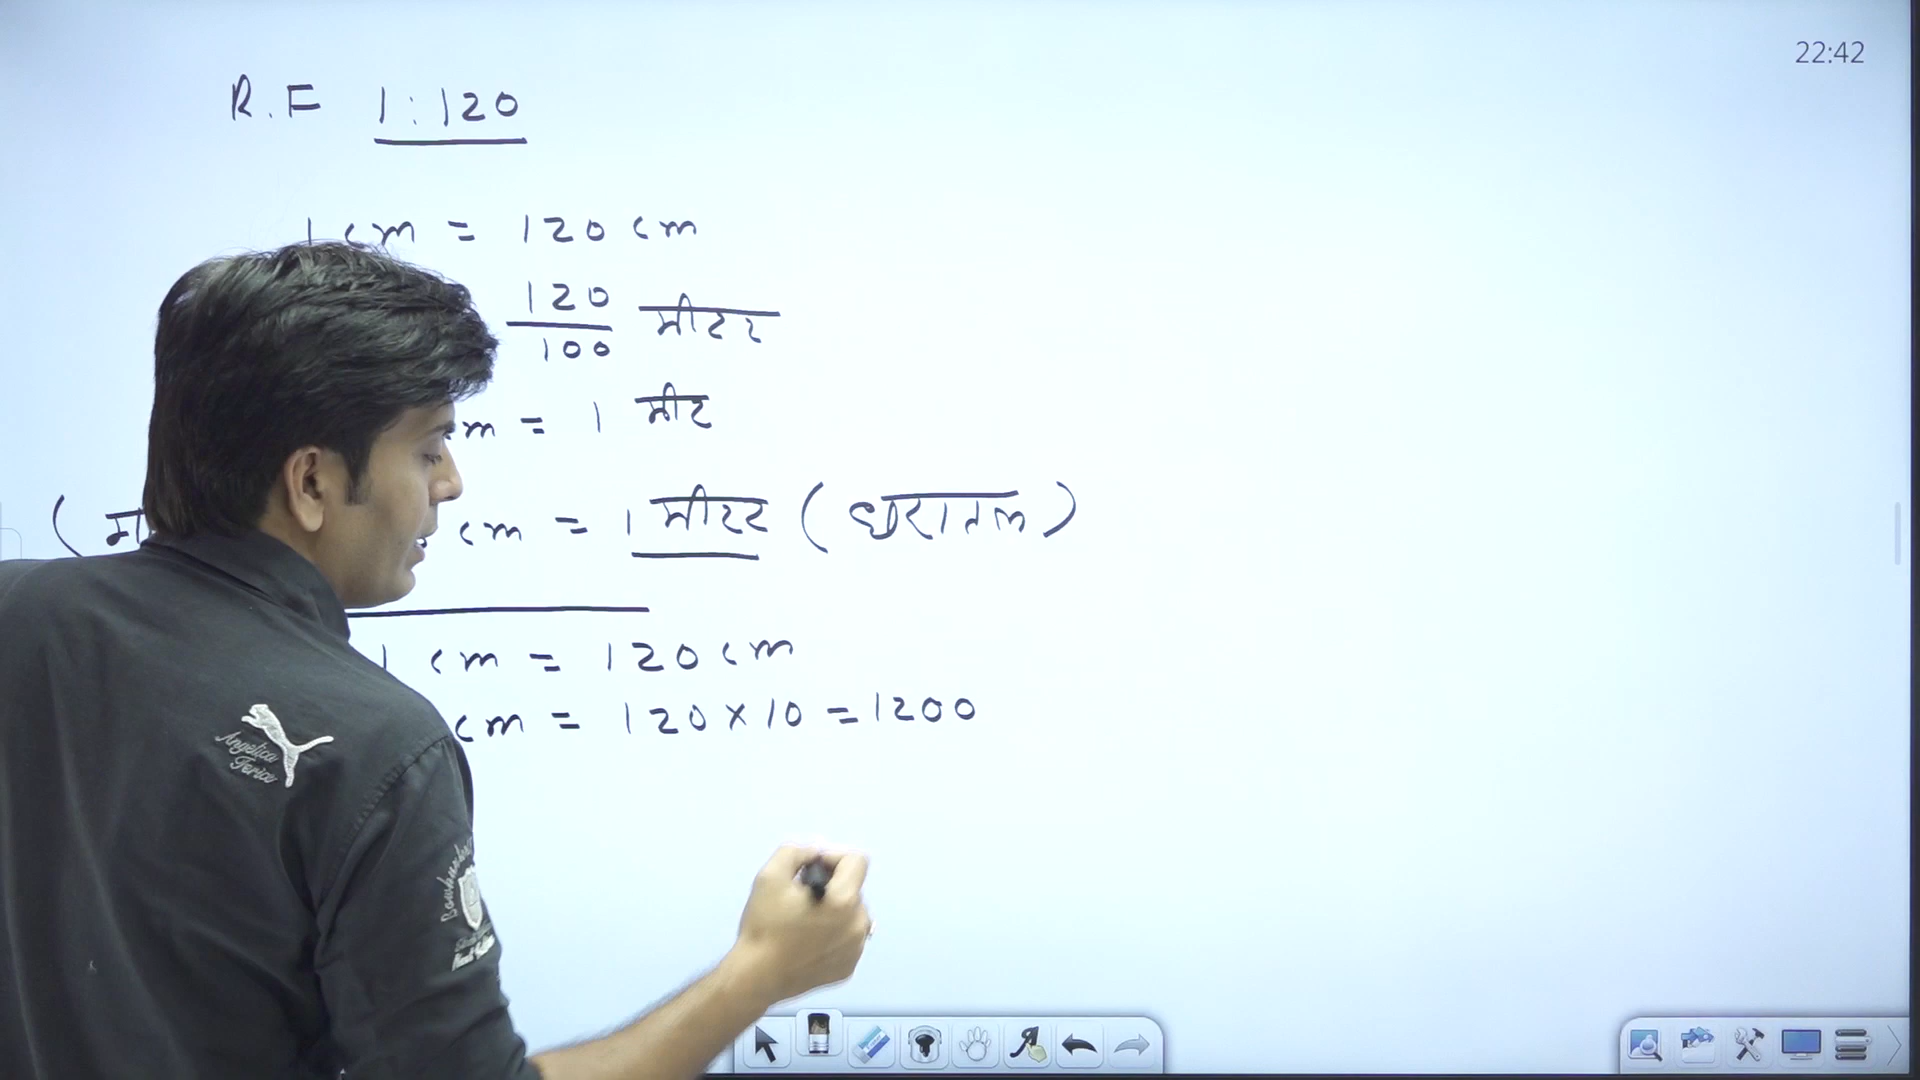 22:42
R.F 1:120
1 cm = 120 cm
120/100 मीटर
m = 1 मीट
cm = 1 मीटर (धरातल)
1 cm = 120 cm
cm = 120 × 10 = 1200
Angelica